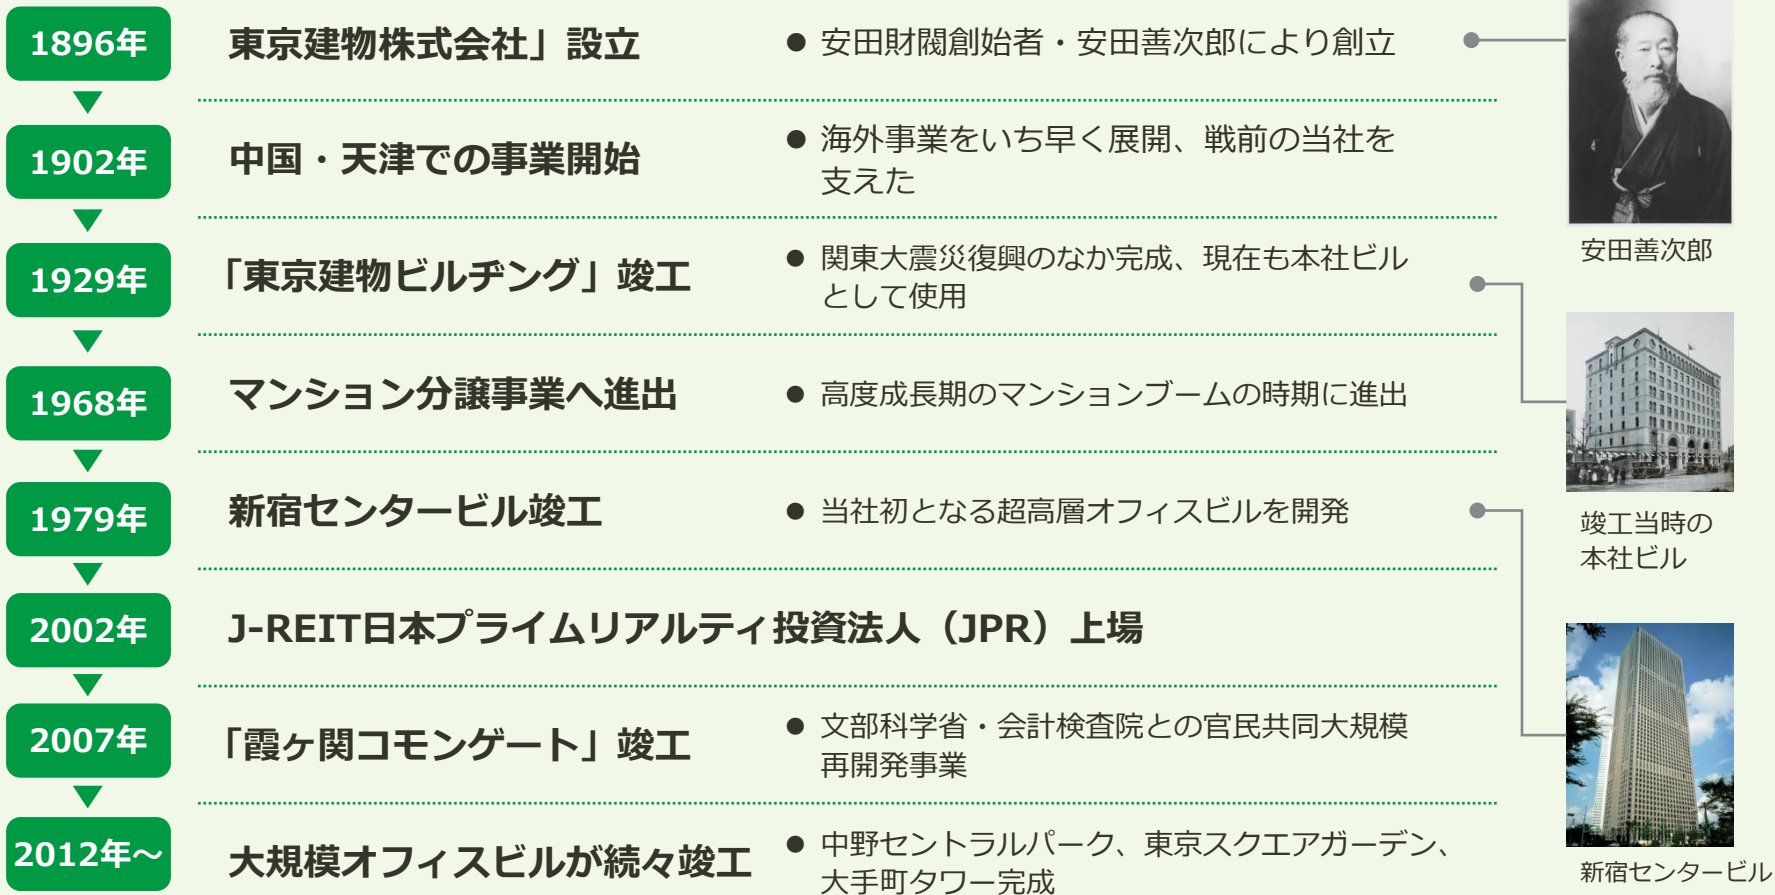 1896年
東京建物株式会社」設立
● 安田財閥創始者・安田善次郎により創立
1902年
中国・天津での事業開始
● 海外事業をいち早く展開、戦前の当社を
支えた
1929年
「東京建物ビルヂング」竣工
● 関東大震災復興のなか完成、現在も本社ビル
として使用
1968年
マンション分譲事業へ進出
● 高度成長期のマンションブームの時期に進出
1979年
新宿センタービル竣工
● 当社初となる超高層オフィスビルを開発
2002年
J-REIT日本プライムリアルティ投資法人（JPR）上場
2007年
「霞ヶ関コモンゲート」竣工
● 文部科学省・会計検査院との官民共同大規模
再開発事業
2012年～
大規模オフィスビルが続々竣工
● 中野セントラルパーク、東京スクエアガーデン、
大手町タワー完成
安田善次郎
竣工当時の
本社ビル
新宿センタービル